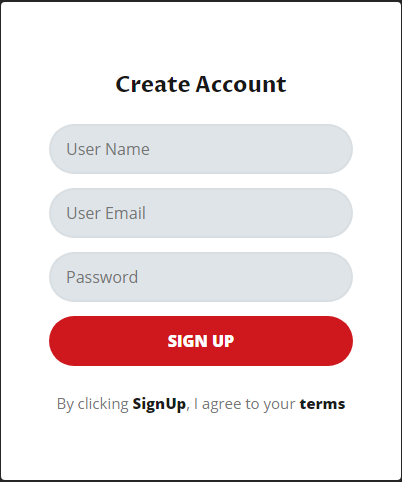 Create Account
User Name
User Email
Password
SIGN UP
By clicking SignUp, I agree to your terms